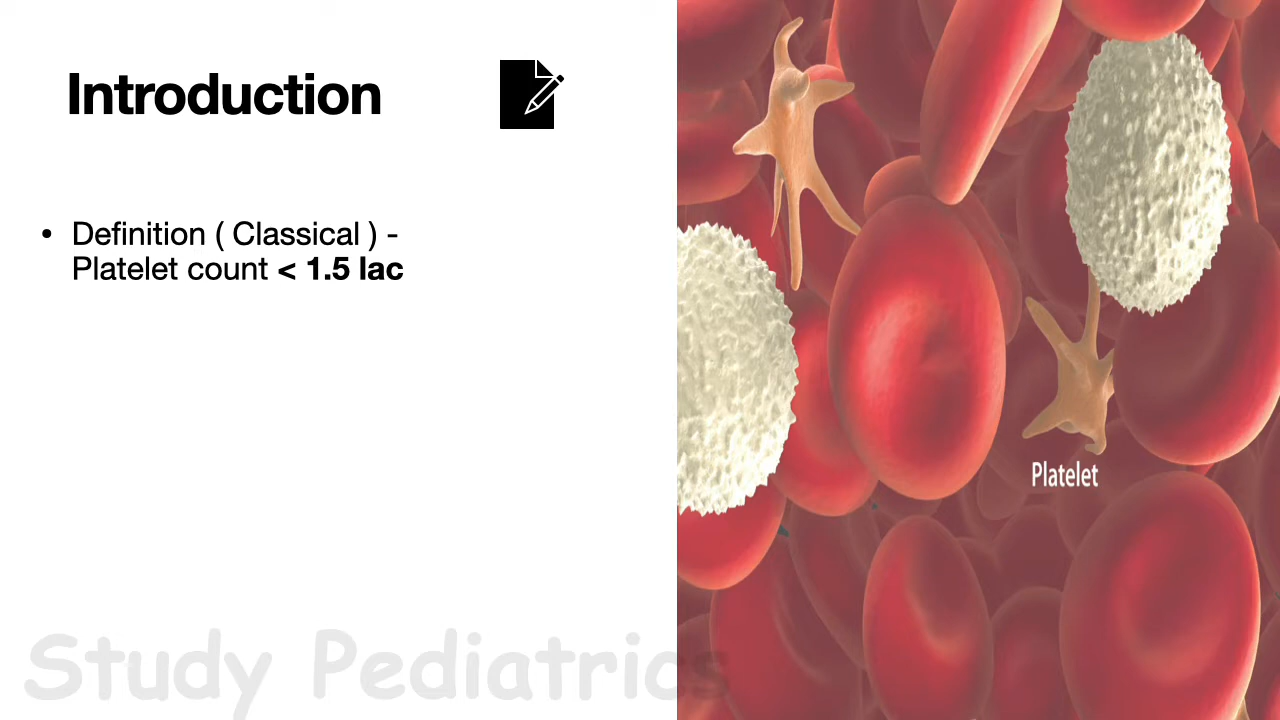 Introduction
• Definition ( Classical ) -
Platelet count < 1.5 lac
Platelet
Study Pediatrics